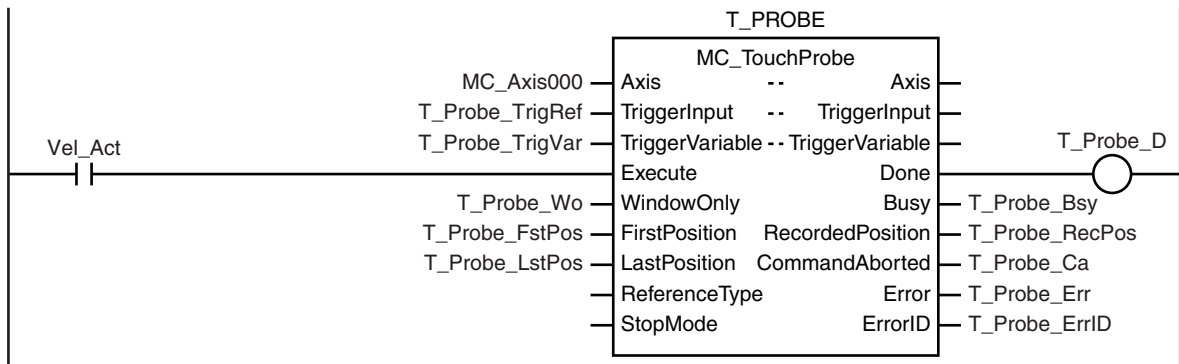 T_PROBE
MC_TouchProbe
MC_Axis000 Axis -- Axis
T_Probe_TrigRef TriggerInput -- TriggerInput
T_Probe_TrigVar TriggerVariable -- TriggerVariable
Vel_Act T_Probe_D
Execute Done
T_Probe_Wo WindowOnly Busy T_Probe_Bsy
T_Probe_FstPos FirstPosition RecordedPosition T_Probe_RecPos
T_Probe_LstPos LastPosition CommandAborted T_Probe_Ca
ReferenceType Error T_Probe_Err
StopMode ErrorID T_Probe_ErrID